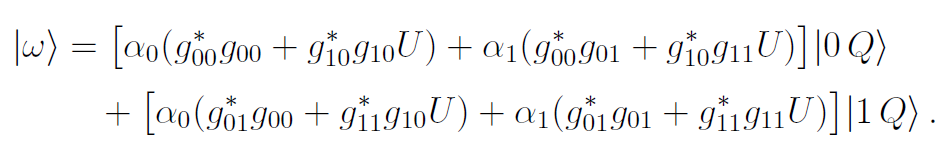 |ω⟩ = [α₀(g*₀₀g₀₀ + g*₁₀g₁₀U) + α₁(g*₀₀g₀₁ + g*₁₀g₁₁U)]|0 Q⟩
+ [α₀(g*₀₁g₀₀ + g*₁₁g₁₀U) + α₁(g*₀₁g₀₁ + g*₁₁g₁₁U)]|1 Q⟩ .